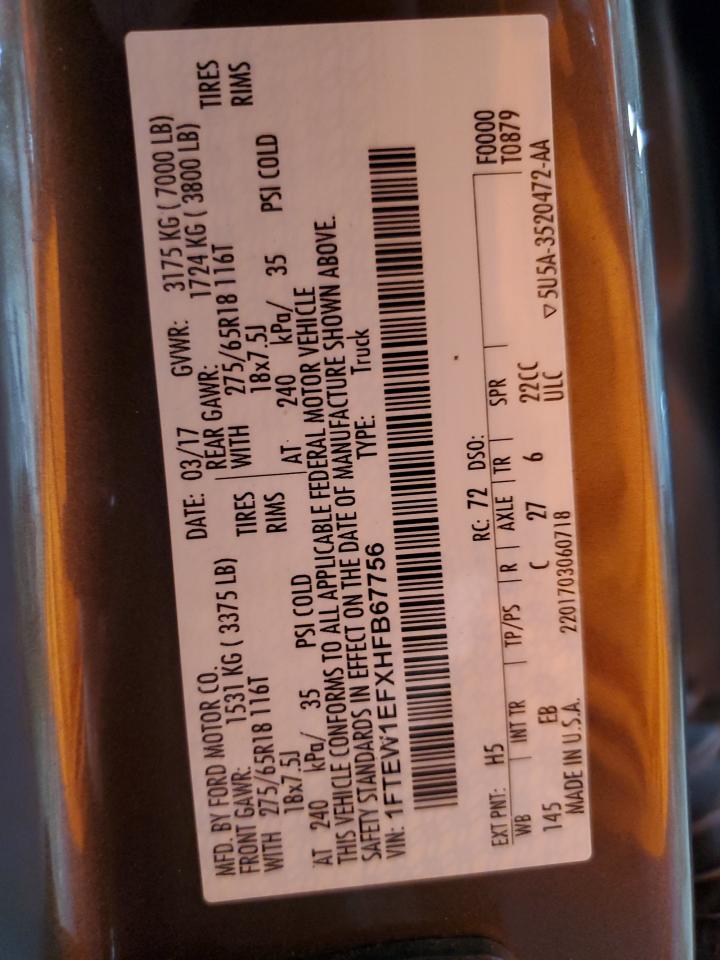 MFD. BY FORD MOTOR CO. DATE: 03/17 GVWR: 3175 KG ( 7000 LB)
FRONT GAWR: 1531 KG ( 3375 LB) REAR GAWR: 1724 KG ( 3800 LB)
WITH 275/65R18 116T TIRES WITH 275/65R18 116T TIRES
18x7.5J RIMS 18x7.5J RIMS
AT 240 kPa/ 35 PSI COLD AT 240 kPa/ 35 PSI COLD
THIS VEHICLE CONFORMS TO ALL APPLICABLE FEDERAL MOTOR VEHICLE
SAFETY STANDARDS IN EFFECT ON THE DATE OF MANUFACTURE SHOWN ABOVE.
VIN: 1FTEW1EFXHFB67756 TYPE: Truck
EXT PNT: H5 RC: 72 DSO: F0000
WB INT TR TP/PS R AXLE TR SPR T0879
145 EB C 27 6 22CC
MADE IN U.S.A. 2201703060718 ULC ▽5U5A-3520472-AA